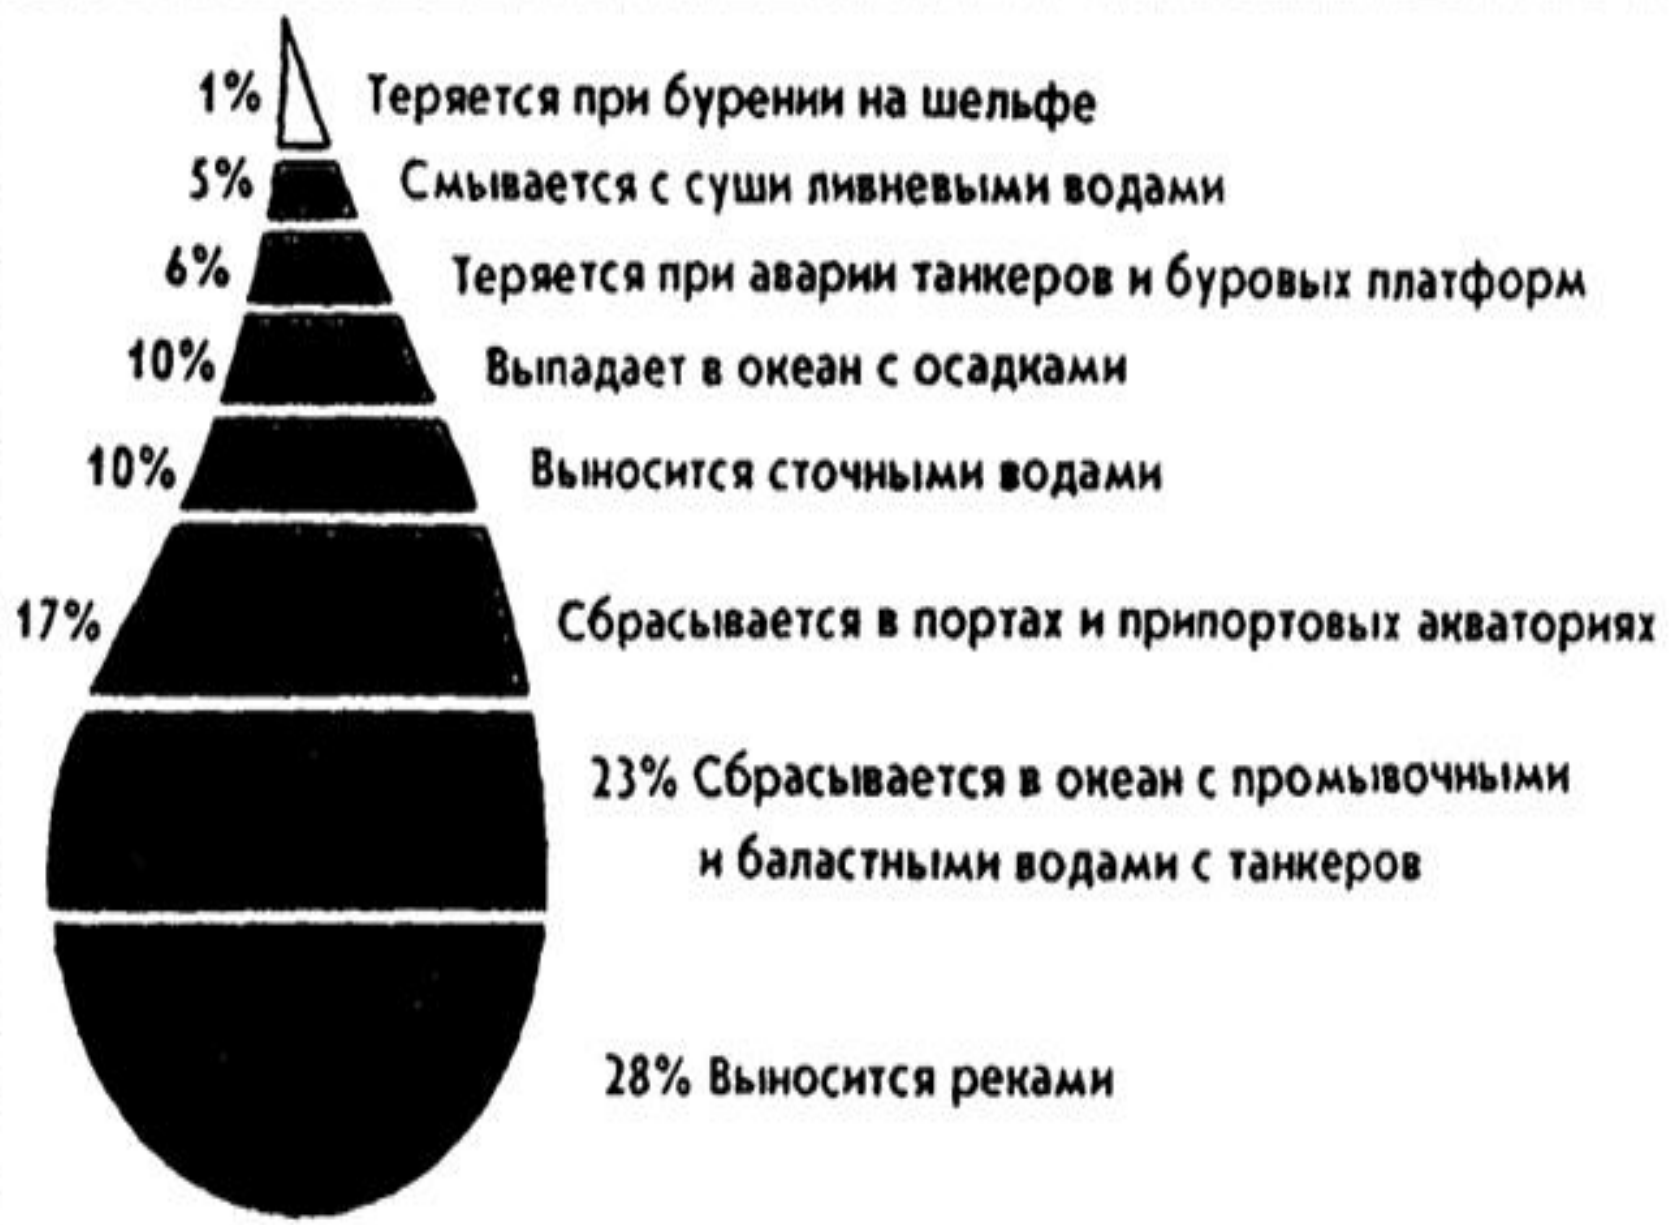 1% Теряется при бурении на шельфе
5% Смывается с суши ливневыми водами
6% Теряется при аварии танкеров и буровых платформ
10% Выпадает в океан с осадками
10% Выносится сточными водами
17% Сбрасывается в портах и припортовых акваториях
23% Сбрасывается в океан с промывочными
и баластными водами с танкеров
28% Выносится реками